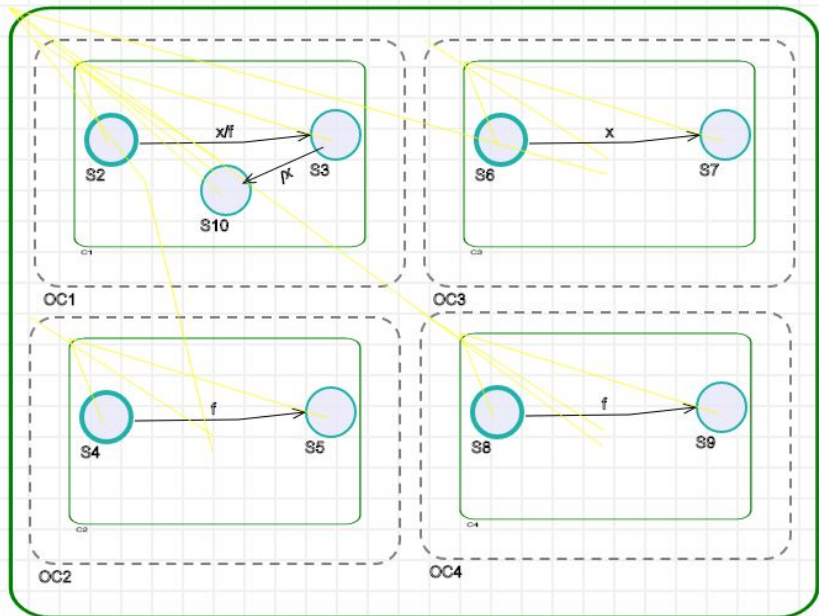 x/f
S2
S3
/x
S10
C1
OC1
x
S6
S7
C3
OC3
f
S4
S5
C2
OC2
f
S8
S9
C4
OC4